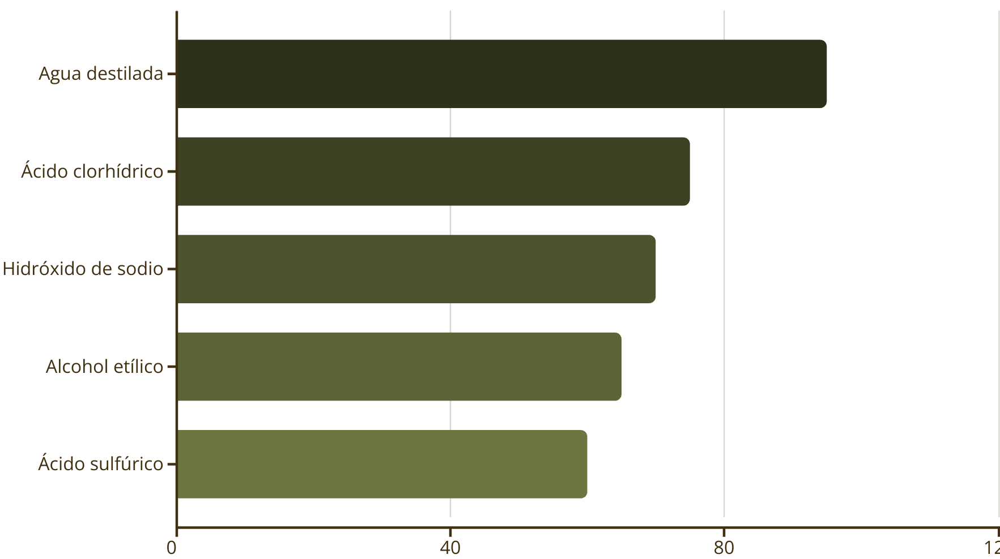 Agua destilada
Ácido clorhídrico
Hidróxido de sodio
Alcohol etílico
Ácido sulfúrico
0 40 80